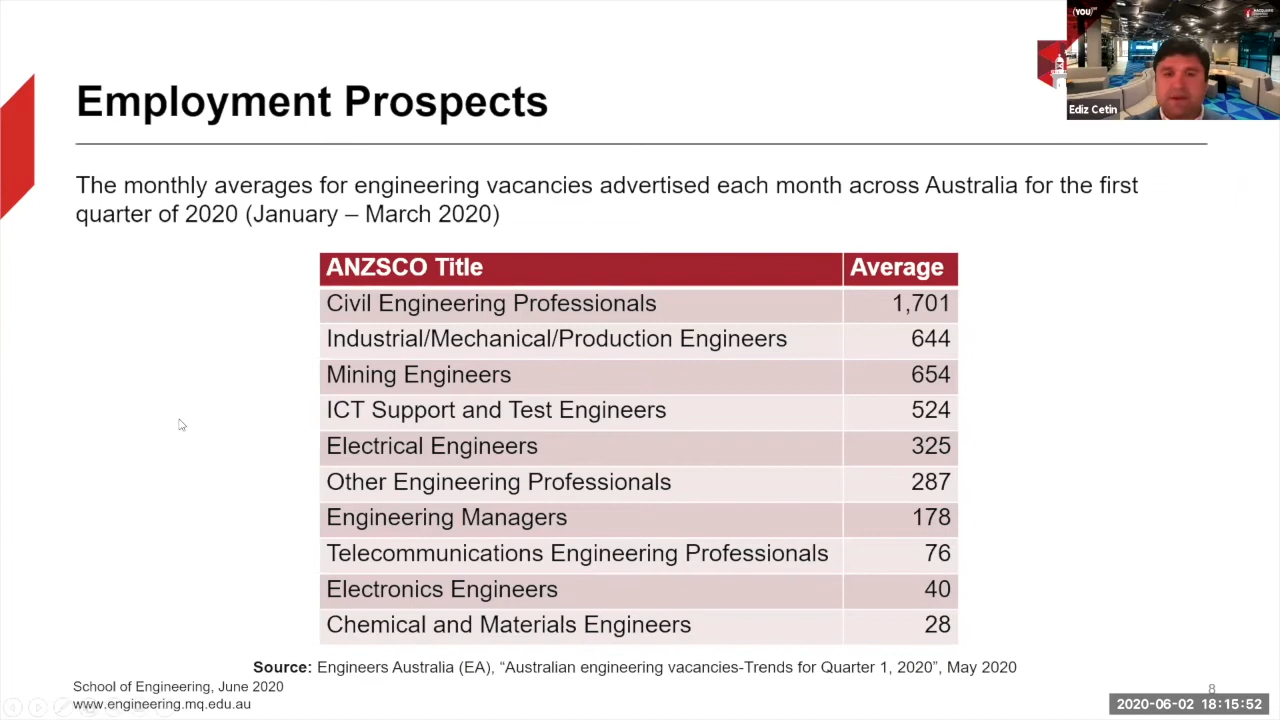 (YOU)
MACQUARIE
Employment Prospects
Ediz Cetin
The monthly averages for engineering vacancies advertised each month across Australia for the first
quarter of 2020 (January – March 2020)
ANZSCO Title Average
Civil Engineering Professionals 1,701
Industrial/Mechanical/Production Engineers 644
Mining Engineers 654
ICT Support and Test Engineers 524
Electrical Engineers 325
Other Engineering Professionals 287
Engineering Managers 178
Telecommunications Engineering Professionals 76
Electronics Engineers 40
Chemical and Materials Engineers 28
Source: Engineers Australia (EA), “Australian engineering vacancies-Trends for Quarter 1, 2020”, May 2020
School of Engineering, June 2020
8
www.engineering.mq.edu.au
2020-06-02 18:15:52